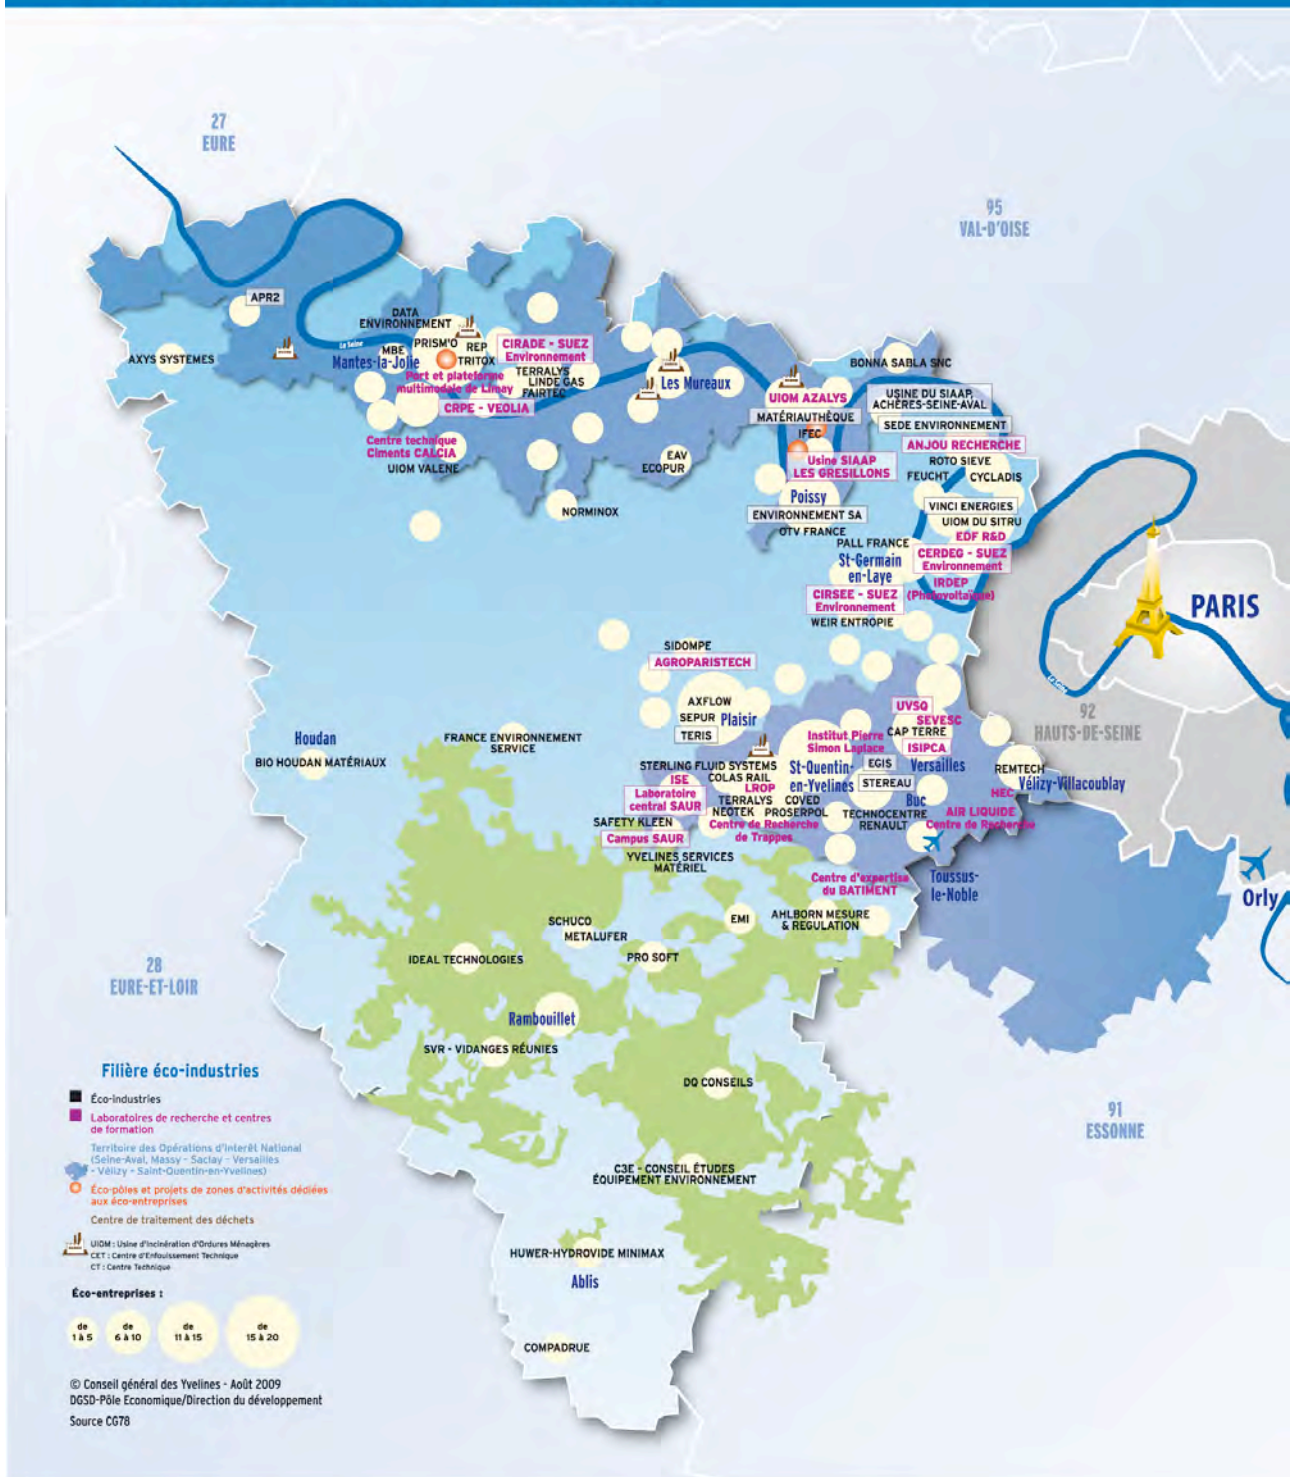 27
EURE
95
VAL-D'OISE
APR2
DATA
ENVIRONNEMENT
AXYS SYSTEMES
La Seine
MBE
PRISM'O
REP
TRITOX
Mantes-la-Jolie
CIRADE - SUEZ
Environnement
Port et plateforme
multimodale de Limay
TERRALYS
LINDE GAS
FAIRTEC
CRPE - VEOLIA
Les Mureaux
BONNA SABLA SNC
UIOM AZALYS
USINE DU SIAAP,
ACHÈRES-SEINE-AVAL
MATÉRIAUTHÈQUE
SEDE ENVIRONNEMENT
IFEC
ANJOU RECHERCHE
Centre technique
Ciments CALCIA
UIOM VALENE
EAV
ECOPUR
Usine SIAAP
LES GRESILLONS
ROTO SIEVE
FEUCHT
CYCLADIS
Poissy
NORMINOX
ENVIRONNEMENT SA
VINCI ENERGIES
OTV FRANCE
UIOM DU SITRU
EDF R&D
PALL FRANCE
St-Germain
en-Laye
CERDEG - SUEZ
Environnement
IRDEP
(Photovoltaïque)
CIRSEE - SUEZ
Environnement
WEIR ENTROPIE
PARIS
La Seine
SIDOMPE
AGROPARISTECH
AXFLOW
SEPUR
Plaisir
TERIS
UVSQ
SEVESC
CAP TERRE
ISIPCA
Versailles
92
HAUTS-DE-SEINE
Houdan
BIO HOUDAN MATÉRIAUX
FRANCE ENVIRONNEMENT
SERVICE
Institut Pierre
Simon Laplace
STERLING FLUID SYSTEMS
COLAS RAIL
St-Quentin-
en-Yvelines
EGIS
STEREAU
REMTECH
Vélizy-Villacoublay
ISE
LROP
Laboratoire
central SAUR
TERRALYS
NEOTEK
COVED
PROSERPOL
Buc
HEC
TECHNOCENTRE
RENAULT
AIR LIQUIDE
Centre de Recherche
SAFETY KLEEN
Centre de Recherche
de Trappes
Campus SAUR
YVELINES SERVICES
MATÉRIEL
Centre d'expertise
du BATIMENT
Toussus-
le-Noble
Orly
SCHUCO
METALUFER
EMI
AHLBORN MESURE
& REGULATION
IDEAL TECHNOLOGIES
PRO SOFT
28
EURE-ET-LOIR
Rambouillet
SVR - VIDANGES RÉUNIES
DQ CONSEILS
91
ESSONNE
C3E - CONSEIL ÉTUDES
ÉQUIPEMENT ENVIRONNEMENT
HUWER-HYDROVIDE MINIMAX
Ablis
COMPADRUE
Filière éco-industries
Éco-industries
Laboratoires de recherche et centres
de formation
Territoire des Opérations d'Interêt National
(Seine-Aval, Massy - Saclay - Versailles
- Vélizy - Saint-Quentin-en-Yvelines)
Éco-pôles et projets de zones d'activités dédiées
aux éco-entreprises
Centre de traitement des déchets
UIOM : Usine d'Incinération d'Ordures Ménagères
CET : Centre d'Enfouissement Technique
CT : Centre Technique
Éco-entreprises :
de
1 à 5
de
6 à 10
de
11 à 15
de
15 à 20
© Conseil général des Yvelines - Août 2009
DGSD-Pôle Economique/Direction du développement
Source CG78